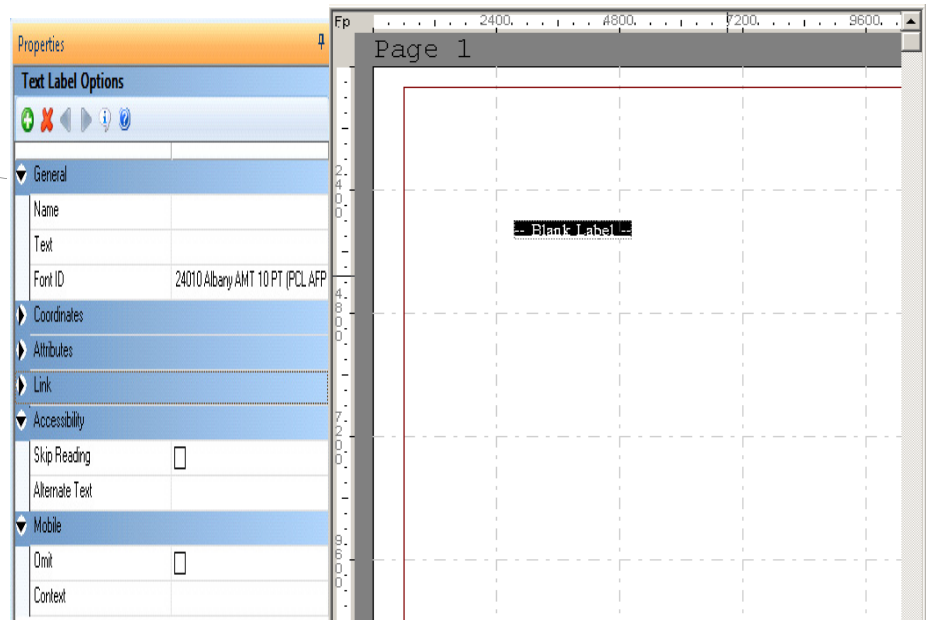 Properties
Text Label Options
General
Name
Text
Font ID 24010 Albany AMT 10 PT (PCL AFP
Coordinates
Attributes
Link
Accessibility
Skip Reading
Alternate Text
Mobile
Omit
Context
Fp 2400. 4800. 7200. 9600.
Page 1
2400
-- Blank Label --
4800
7200
9600